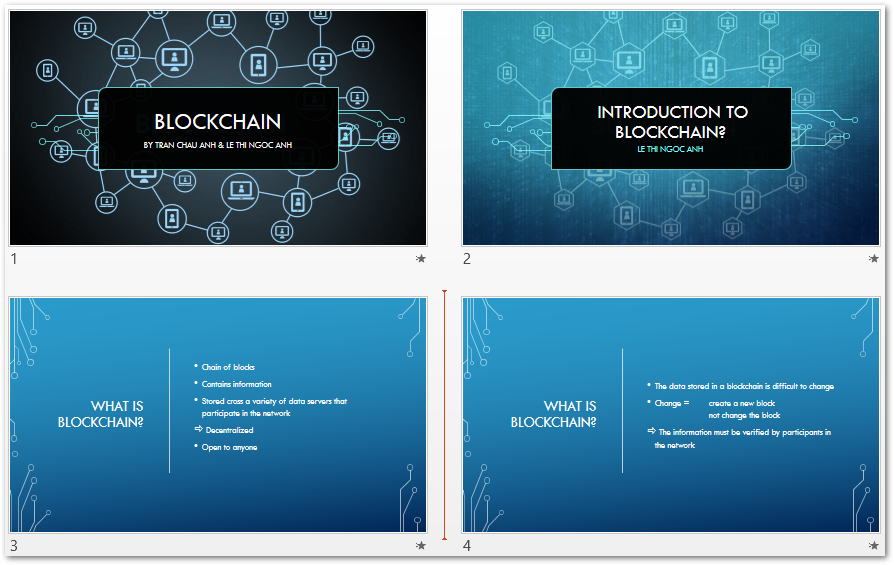 BLOCKCHAIN
BY TRAN CHAU ANH & LE THI NGOC ANH
1
INTRODUCTION TO
BLOCKCHAIN?
LE THI NGOC ANH
2
WHAT IS
BLOCKCHAIN?
• Chain of blocks
• Contains information
• Stored cross a variety of data servers that
participate in the network
⇨ Decentralized
• Open to anyone
3
WHAT IS
BLOCKCHAIN?
• The data stored in a blockchain is difficult to change
• Change = create a new block
not change the block
⇨ The information must be verified by participants in
the network
4